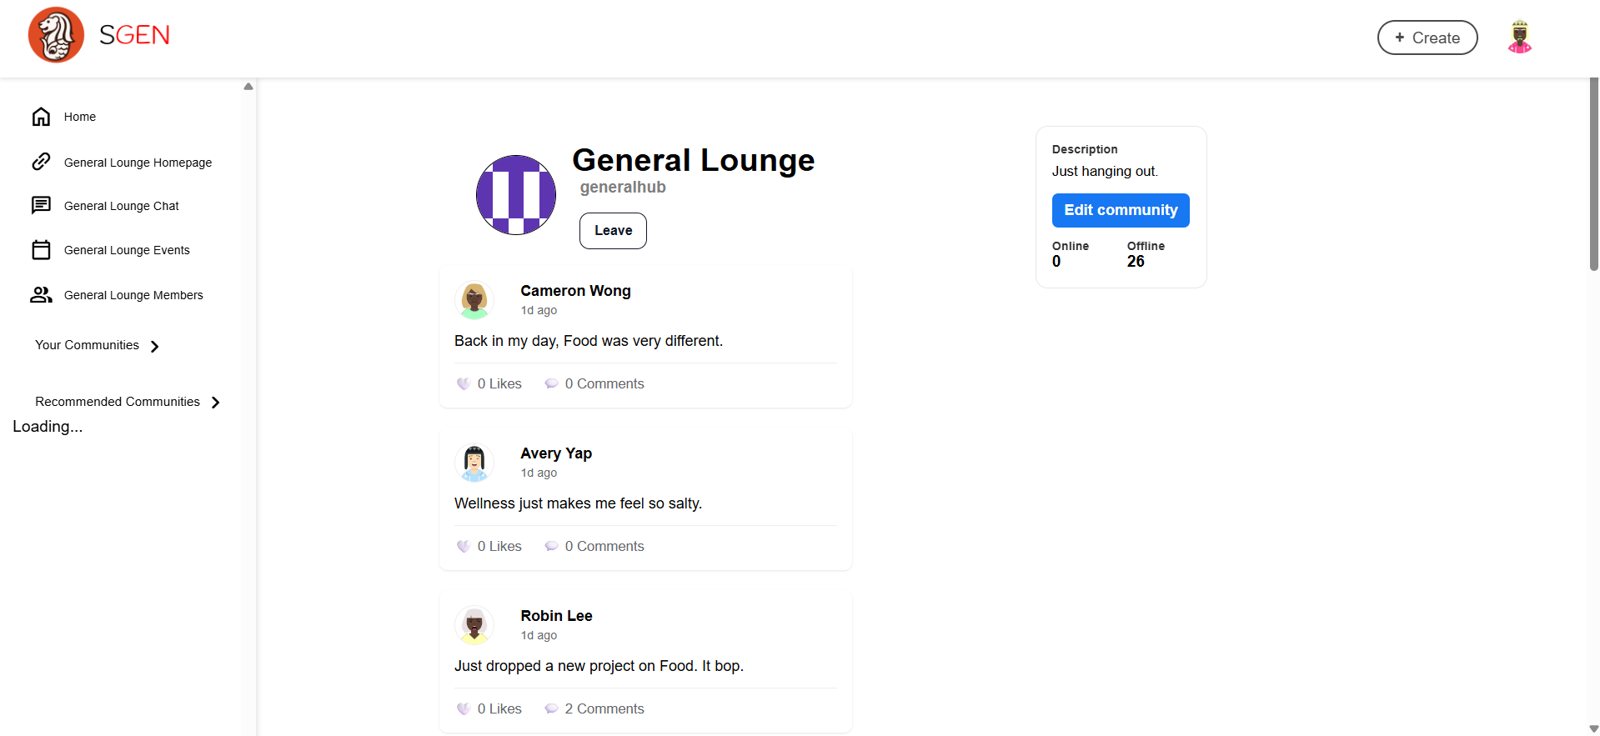 SGEN
+ Create
Home
General Lounge Homepage
General Lounge Chat
General Lounge Events
General Lounge Members
Your Communities
Recommended Communities
Loading...
General Lounge
generalhub
Leave
Cameron Wong
1d ago
Back in my day, Food was very different.
0 Likes 0 Comments
Avery Yap
1d ago
Wellness just makes me feel so salty.
0 Likes 0 Comments
Robin Lee
1d ago
Just dropped a new project on Food. It bop.
0 Likes 2 Comments
Description
Just hanging out.
Edit community
Online Offline
0 26